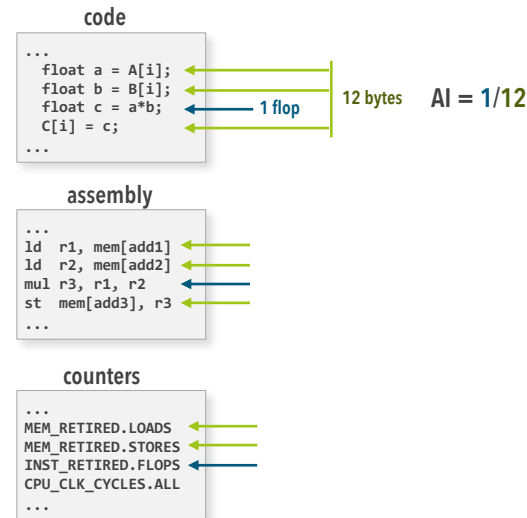 code
...
float a = A[i];
float b = B[i];
float c = a*b;
C[i] = c;
...
1 flop
12 bytes
AI = 1/12
assembly
...
ld r1, mem[add1]
ld r2, mem[add2]
mul r3, r1, r2
st mem[add3], r3
...
counters
...
MEM_RETIRED.LOADS
MEM_RETIRED.STORES
INST_RETIRED.FLOPS
CPU_CLK_CYCLES.ALL
...